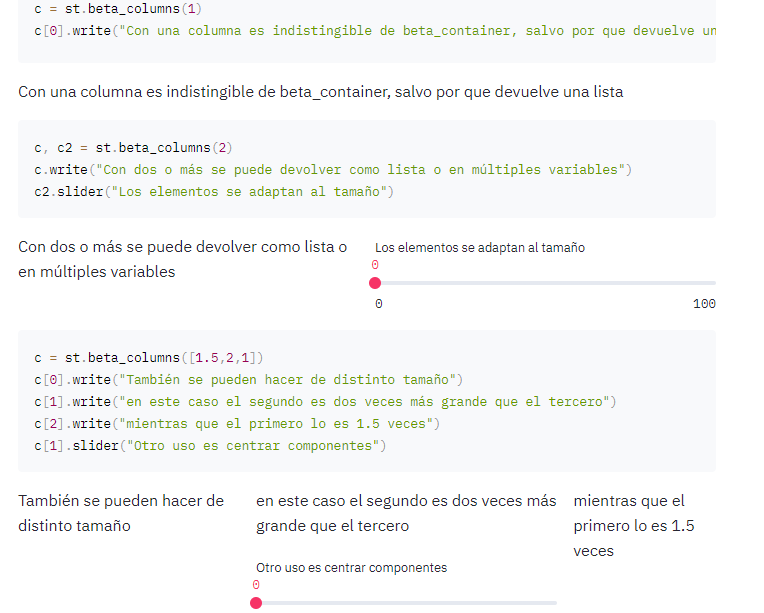 c = st.beta_columns(1)
c[0].write("Con una columna es indistingible de beta_container, salvo por que devuelve un
Con una columna es indistingible de beta_container, salvo por que devuelve una lista
c, c2 = st.beta_columns(2)
c.write("Con dos o más se puede devolver como lista o en múltiples variables")
c2.slider("Los elementos se adaptan al tamaño")
Con dos o más se puede devolver como lista o
en múltiples variables
Los elementos se adaptan al tamaño
0
0 100
c = st.beta_columns([1.5,2,1])
c[0].write("También se pueden hacer de distinto tamaño")
c[1].write("en este caso el segundo es dos veces más grande que el tercero")
c[2].write("mientras que el primero lo es 1.5 veces")
c[1].slider("Otro uso es centrar componentes")
También se pueden hacer de
distinto tamaño
en este caso el segundo es dos veces más
grande que el tercero
Otro uso es centrar componentes
0
mientras que el
primero lo es 1.5
veces